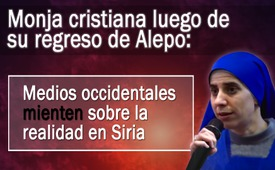 Monja cristiana luego de
su regreso de Alepo:
Medios occidentales
mienten sobre la
realidad en Siria